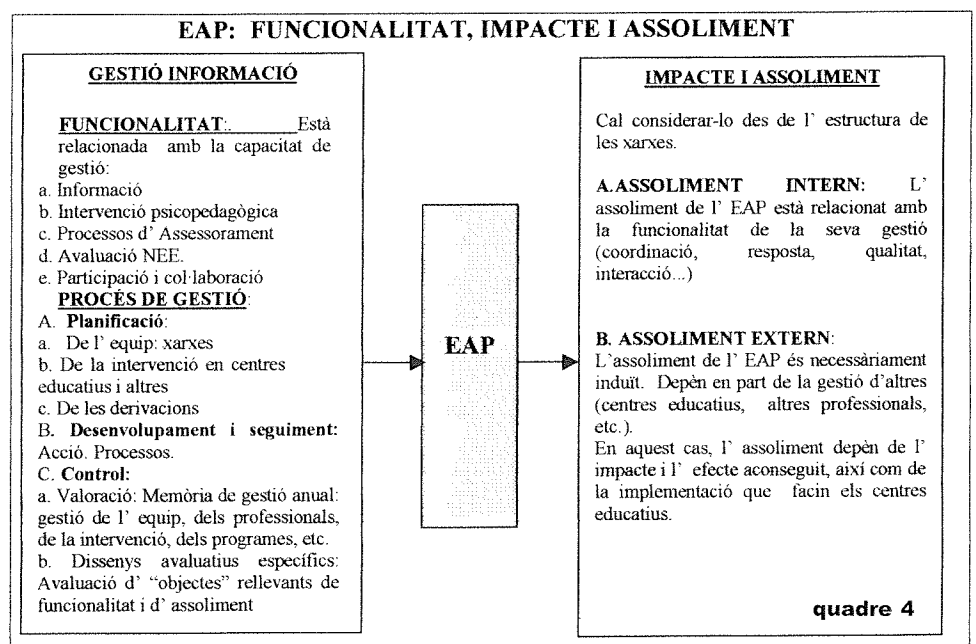 EAP: FUNCIONALITAT, IMPACTE I ASSOLIMENT
GESTIÓ INFORMACIÓ
FUNCIONALITAT:. Està
relacionada amb la capacitat de
gestió:
a. Informació
b. Intervenció psicopedagògica
c. Processos d' Assessorament
d. Avaluació NEE.
e. Participació i col·laboració
PROCÉS DE GESTIÓ:
A. Planificació:
a. De l' equip: xarxes
b. De la intervenció en centres
educatius i altres
c. De les derivacions
B. Desenvolupament i seguiment:
Acció. Processos.
C. Control:
a. Valoració: Memòria de gestió anual:
gestió de l' equip, dels professionals,
de la intervenció, dels programes, etc.
b. Dissenys avaluatius específics:
Avaluació d' "objectes" rellevants de
funcionalitat i d' assoliment
EAP
IMPACTE I ASSOLIMENT
Cal considerar-lo des de l' estructura de
les xarxes.
A.ASSOLIMENT INTERN: L'
assoliment de l' EAP està relacionat amb
la funcionalitat de la seva gestió
(coordinació, resposta, qualitat,
interacció...)
B. ASSOLIMENT EXTERN:
L'assoliment de l' EAP és necessàriament
induït. Depèn en part de la gestió d'altres
(centres educatius, altres professionals,
etc.).
En aquest cas, l' assoliment depèn de l'
impacte i l' efecte aconseguit, així com de
la implementació que facin els centres
educatius.
quadre 4